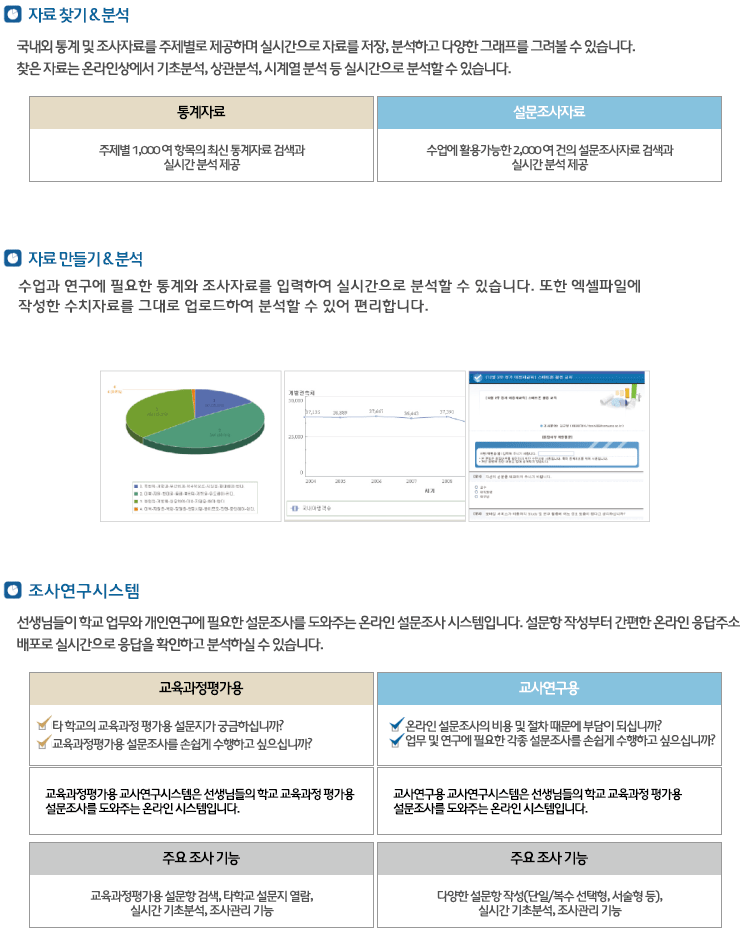 자료 찾기 & 분석
국내외 통계 및 조사자료를 주제별로 제공하며 실시간으로 자료를 저장, 분석하고 다양한 그래프를 그려볼 수 있습니다.
찾은 자료는 온라인상에서 기초분석, 상관분석, 시계열 분석 등 실시간으로 분석할 수 있습니다.
통계자료
설문조사자료
주제별 1,000여 항목의 최신 통계자료 검색과
실시간 분석 제공
수업에 활용가능한 2,000여 건의 설문조사자료 검색과
실시간 분석 제공
자료 만들기 & 분석
수업과 연구에 필요한 통계와 조사자료를 입력하여 실시간으로 분석할 수 있습니다. 또한 엑셀파일에
작성한 수치자료를 그대로 업로드하여 분석할 수 있어 편리합니다.
0
2004 2005 2006 2007 2008
시기
조사연구시스템
선생님들이 학교 업무와 개인연구에 필요한 설문조사를 도와주는 온라인 설문조사 시스템입니다. 설문항 작성부터 간편한 온라인 응답주소
배포로 실시간으로 응답을 확인하고 분석하실 수 있습니다.
교육과정평가용
교사연구용
타 학교의 교육과정 평가용 설문지가 궁금하십니까?
교육과정평가용 설문조사를 손쉽게 수행하고 싶으십니까?
온라인 설문조사의 비용 및 절차 때문에 부담이 되십니까?
업무 및 연구에 필요한 각종 설문조사를 손쉽게 수행하고 싶으십니까?
교육과정평가용 교사연구시스템은 선생님들의 학교 교육과정 평가용
설문조사를 도와주는 온라인 시스템입니다.
교사연구용 교사연구시스템은 선생님들의 학교 교육과정 평가용
설문조사를 도와주는 온라인 시스템입니다.
주요 조사 기능
주요 조사 기능
교육과정평가용 설문항 검색, 타학교 설문지 열람,
실시간 기초분석, 조사관리 기능
다양한 설문항 작성(단일/복수 선택형, 서술형 등),
실시간 기초분석, 조사관리 기능